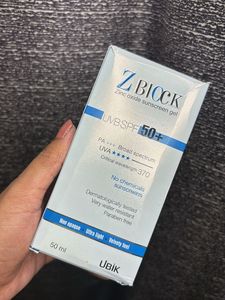 Z BLOCK
Zinc oxide sunscreen gel
UVB:SPF 50+
PA +++ Broad spectrum
UVA★★★★
Critical wavelength 370
No chemicals
sunscreens
Dermatologically tested
Very water resistant
Paraben free
Non opaque Ultra light Velvety feel
50 ml
UBIK